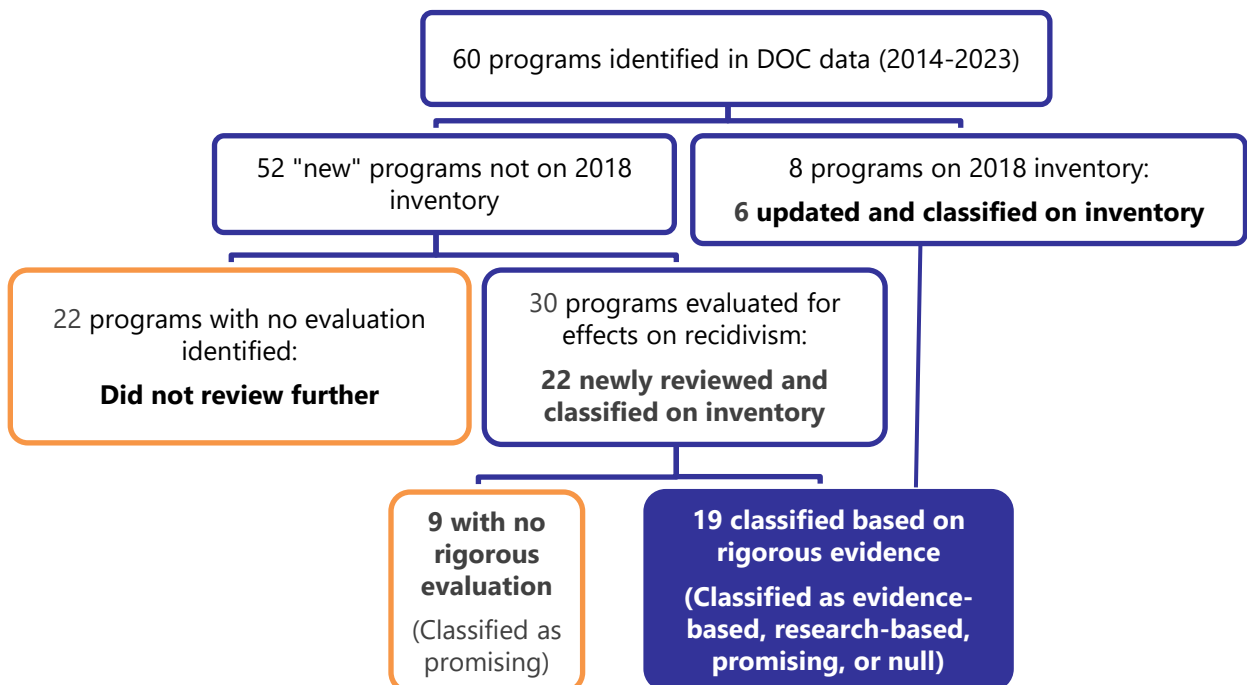 60 programs identified in DOC data (2014-2023)
52 "new" programs not on 2018
inventory
8 programs on 2018 inventory:
6 updated and classified on inventory
22 programs with no evaluation
identified:
Did not review further
30 programs evaluated for
effects on recidivism:
22 newly reviewed and
classified on inventory
9 with no
rigorous
evaluation
(Classified as
promising)
19 classified based on
rigorous evidence
(Classified as evidence-
based, research-based,
promising, or null)